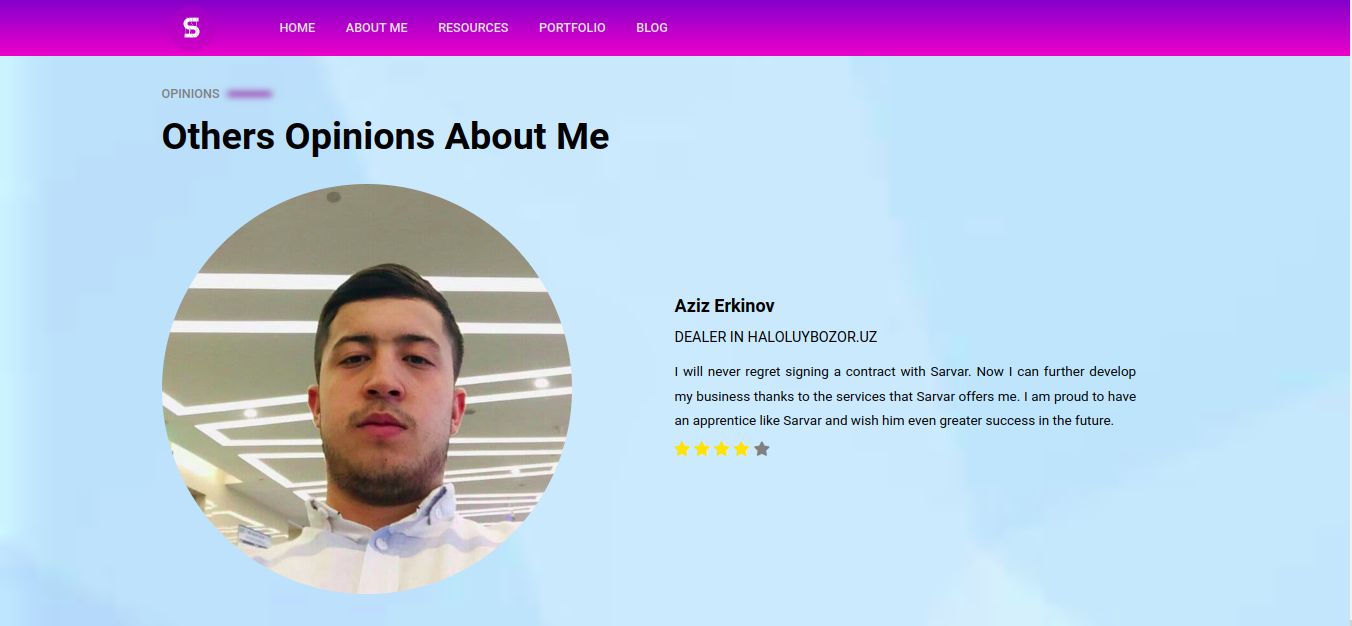 S
HOME ABOUT ME RESOURCES PORTFOLIO BLOG
OPINIONS
Others Opinions About Me
Aziz Erkinov
DEALER IN HALOLUYBOZOR.UZ
I will never regret signing a contract with Sarvar. Now I can further develop
my business thanks to the services that Sarvar offers me. I am proud to have
an apprentice like Sarvar and wish him even greater success in the future.